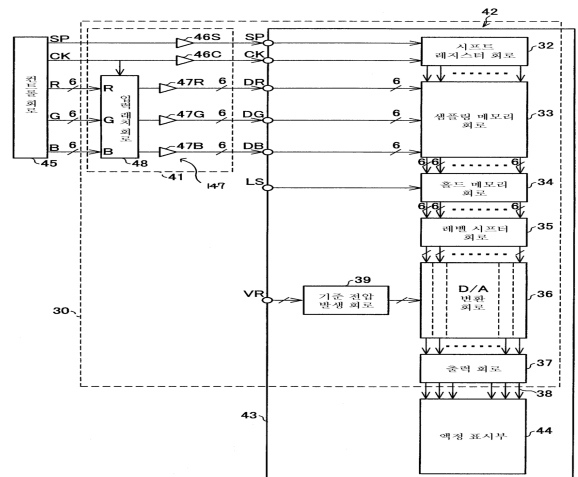 42
SP
46S
SP
시프트
레지스터 회로
32
CK
46C
CK
컨트롤 회로
45
R 6
G 6
B 6
R
G
B
입력 래치 회로
48
47R
6
DR
6
47G
6
DG
6
47B
6
DB
6
147
41
샘플링 메모리
회로
33
6 6 6
LS
홀드 메모리
회로
34
6 6 6
레벨 시프터
회로
35
VR
39
기준 전압
발생 회로
D/A
변환
회로
36
30
출력 회로
37
38
43
액정 표시부
44